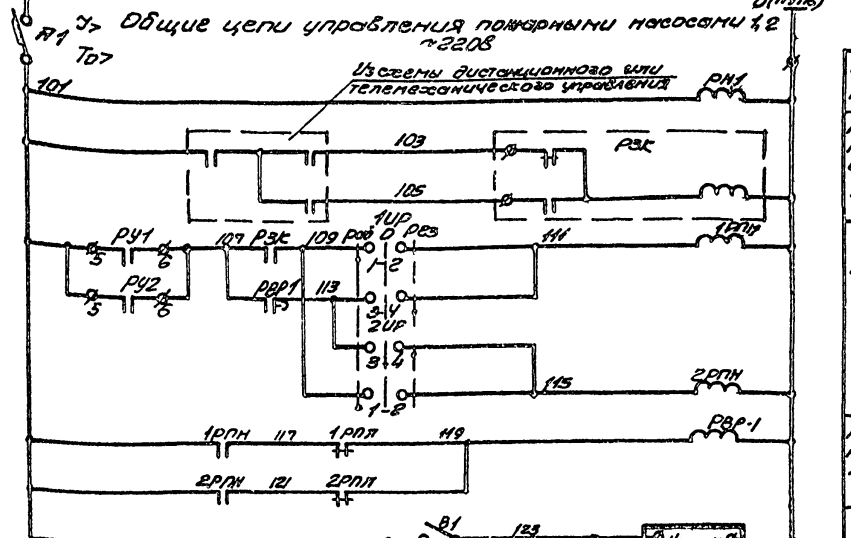 Общие цепи управления пожарными насосами 1,2
~220В
А1
101
Из схемы дистанционного или
телемеханического управления
РН1
103
РЗК
105
1ИР
РУ1
107
РЗК
109
Раб
О
Рез
111
1РПН
5
6
1-2
РУ2
РВР1
113
5
6
3-4
2ИР
3
4
115
2РПН
1-2
1РПН
117
1РПЛ
119
РВР-1
2РПН
121
2РПЛ
В1
123